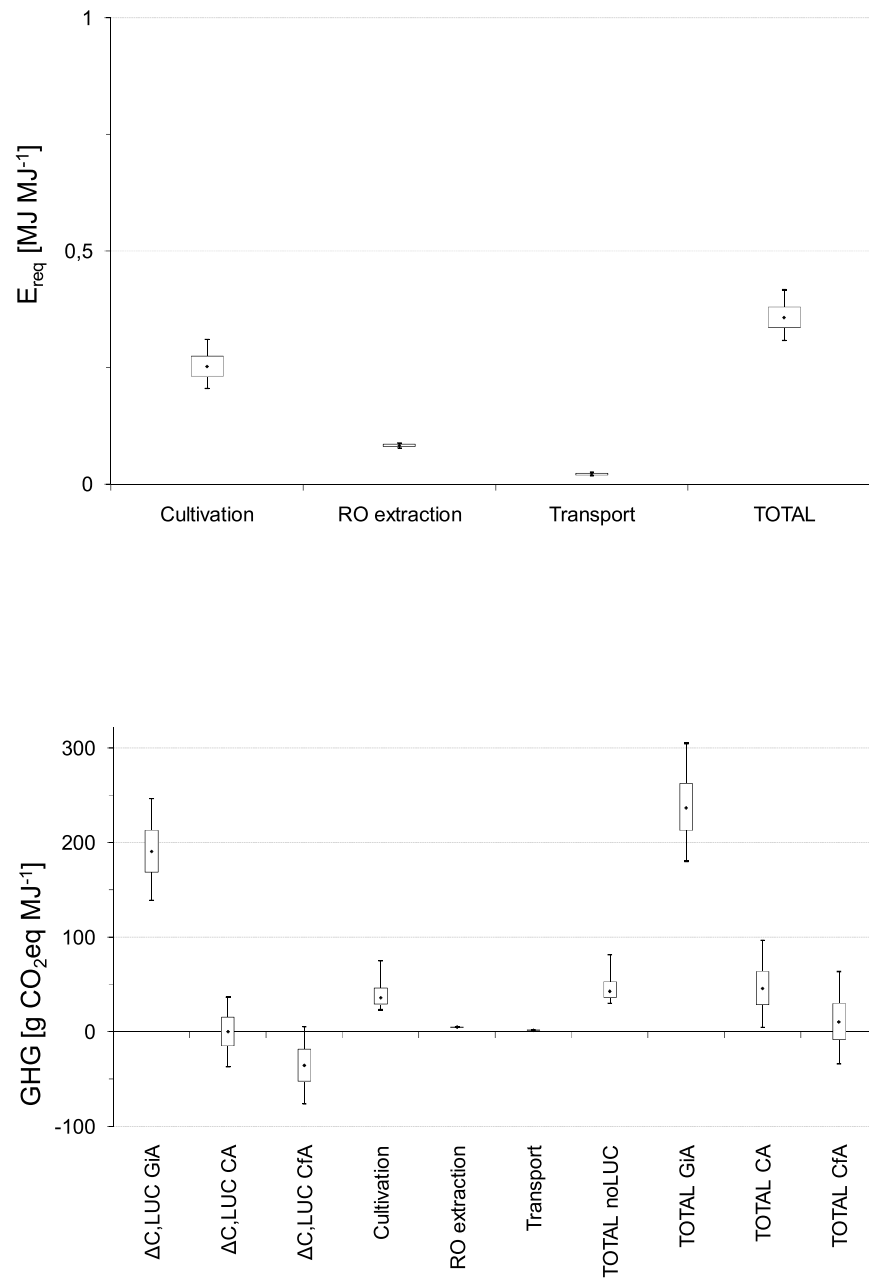 1
0,5
0
E_req [MJ MJ⁻¹]
Cultivation RO extraction Transport TOTAL
300
200
100
0
-100
GHG [g CO₂eq MJ⁻¹]
ΔC,LUC GiA
ΔC,LUC CA
ΔC,LUC CfA
Cultivation
RO extraction
Transport
TOTAL noLUC
TOTAL GiA
TOTAL CA
TOTAL CfA